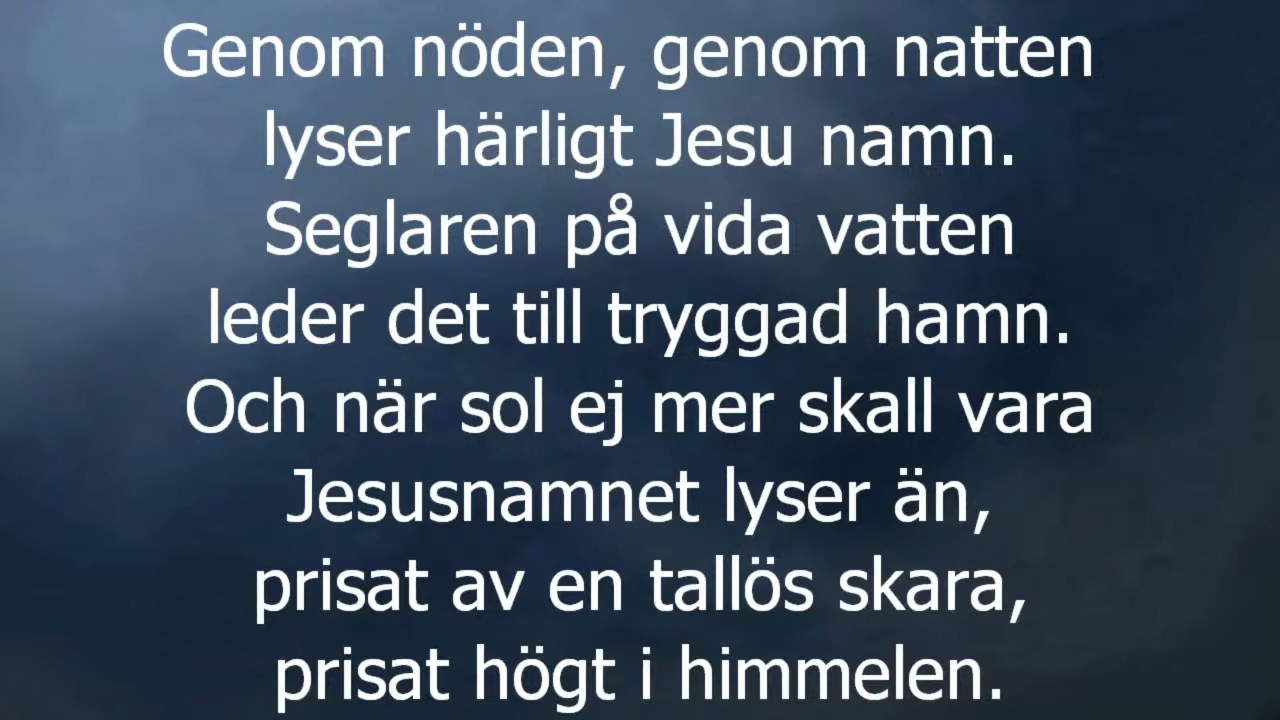 Genom nöden, genom natten
lyser härligt Jesu namn.
Seglaren på vida vatten
leder det till tryggad hamn.
Och när sol ej mer skall vara
Jesusnamnet lyser än,
prisat av en tallös skara,
prisat högt i himmelen.